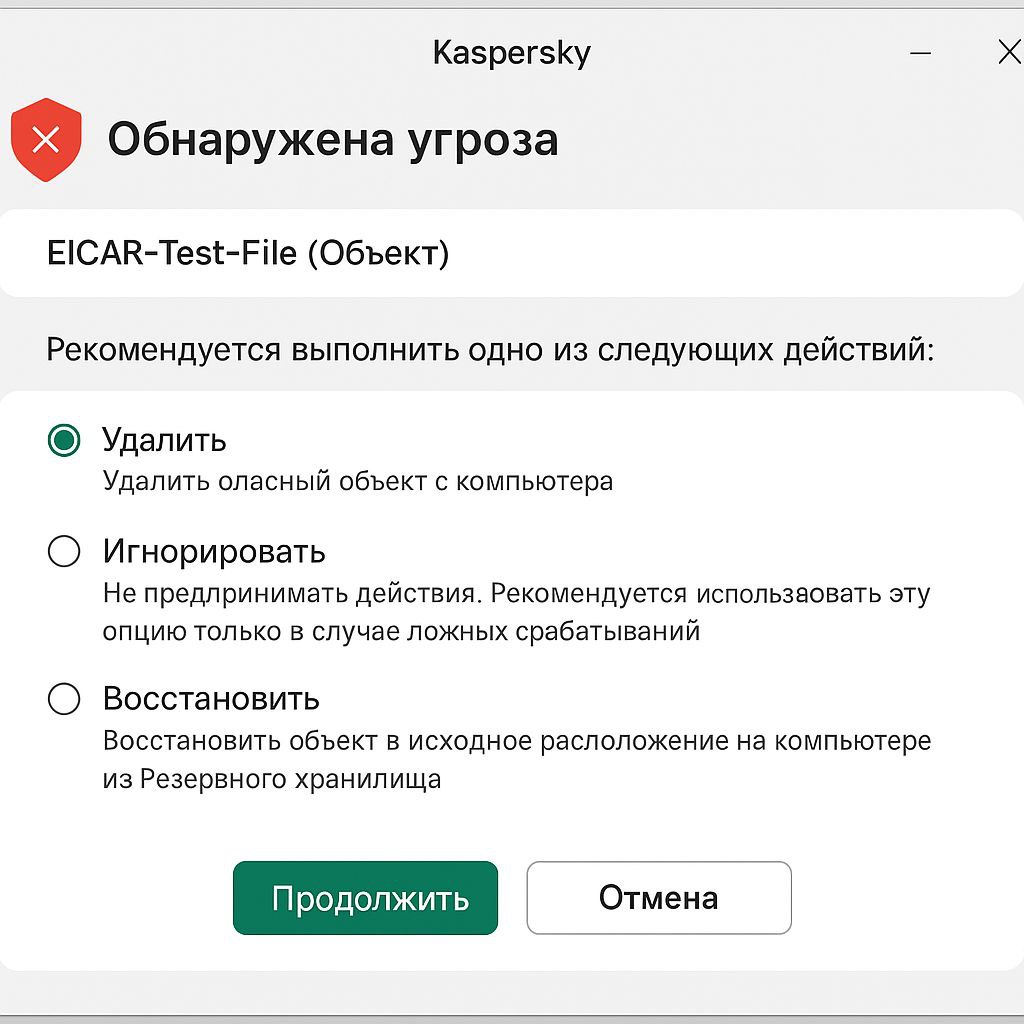 Kaspersky
Обнаружена угроза
EICAR-Test-File (Объект)
Рекомендуется выполнить одно из следующих действий:
Удалить
Удалить оласный объект с компьютера
Игнорировать
Не предлринимать действия. Рекомендуется использаовать эту
опцию только в случае ложных срабатываний
Восстановить
Восстановить объект в исходное раслоложение на компьютере
из Резервного хранилища
Продолжить
Отмена